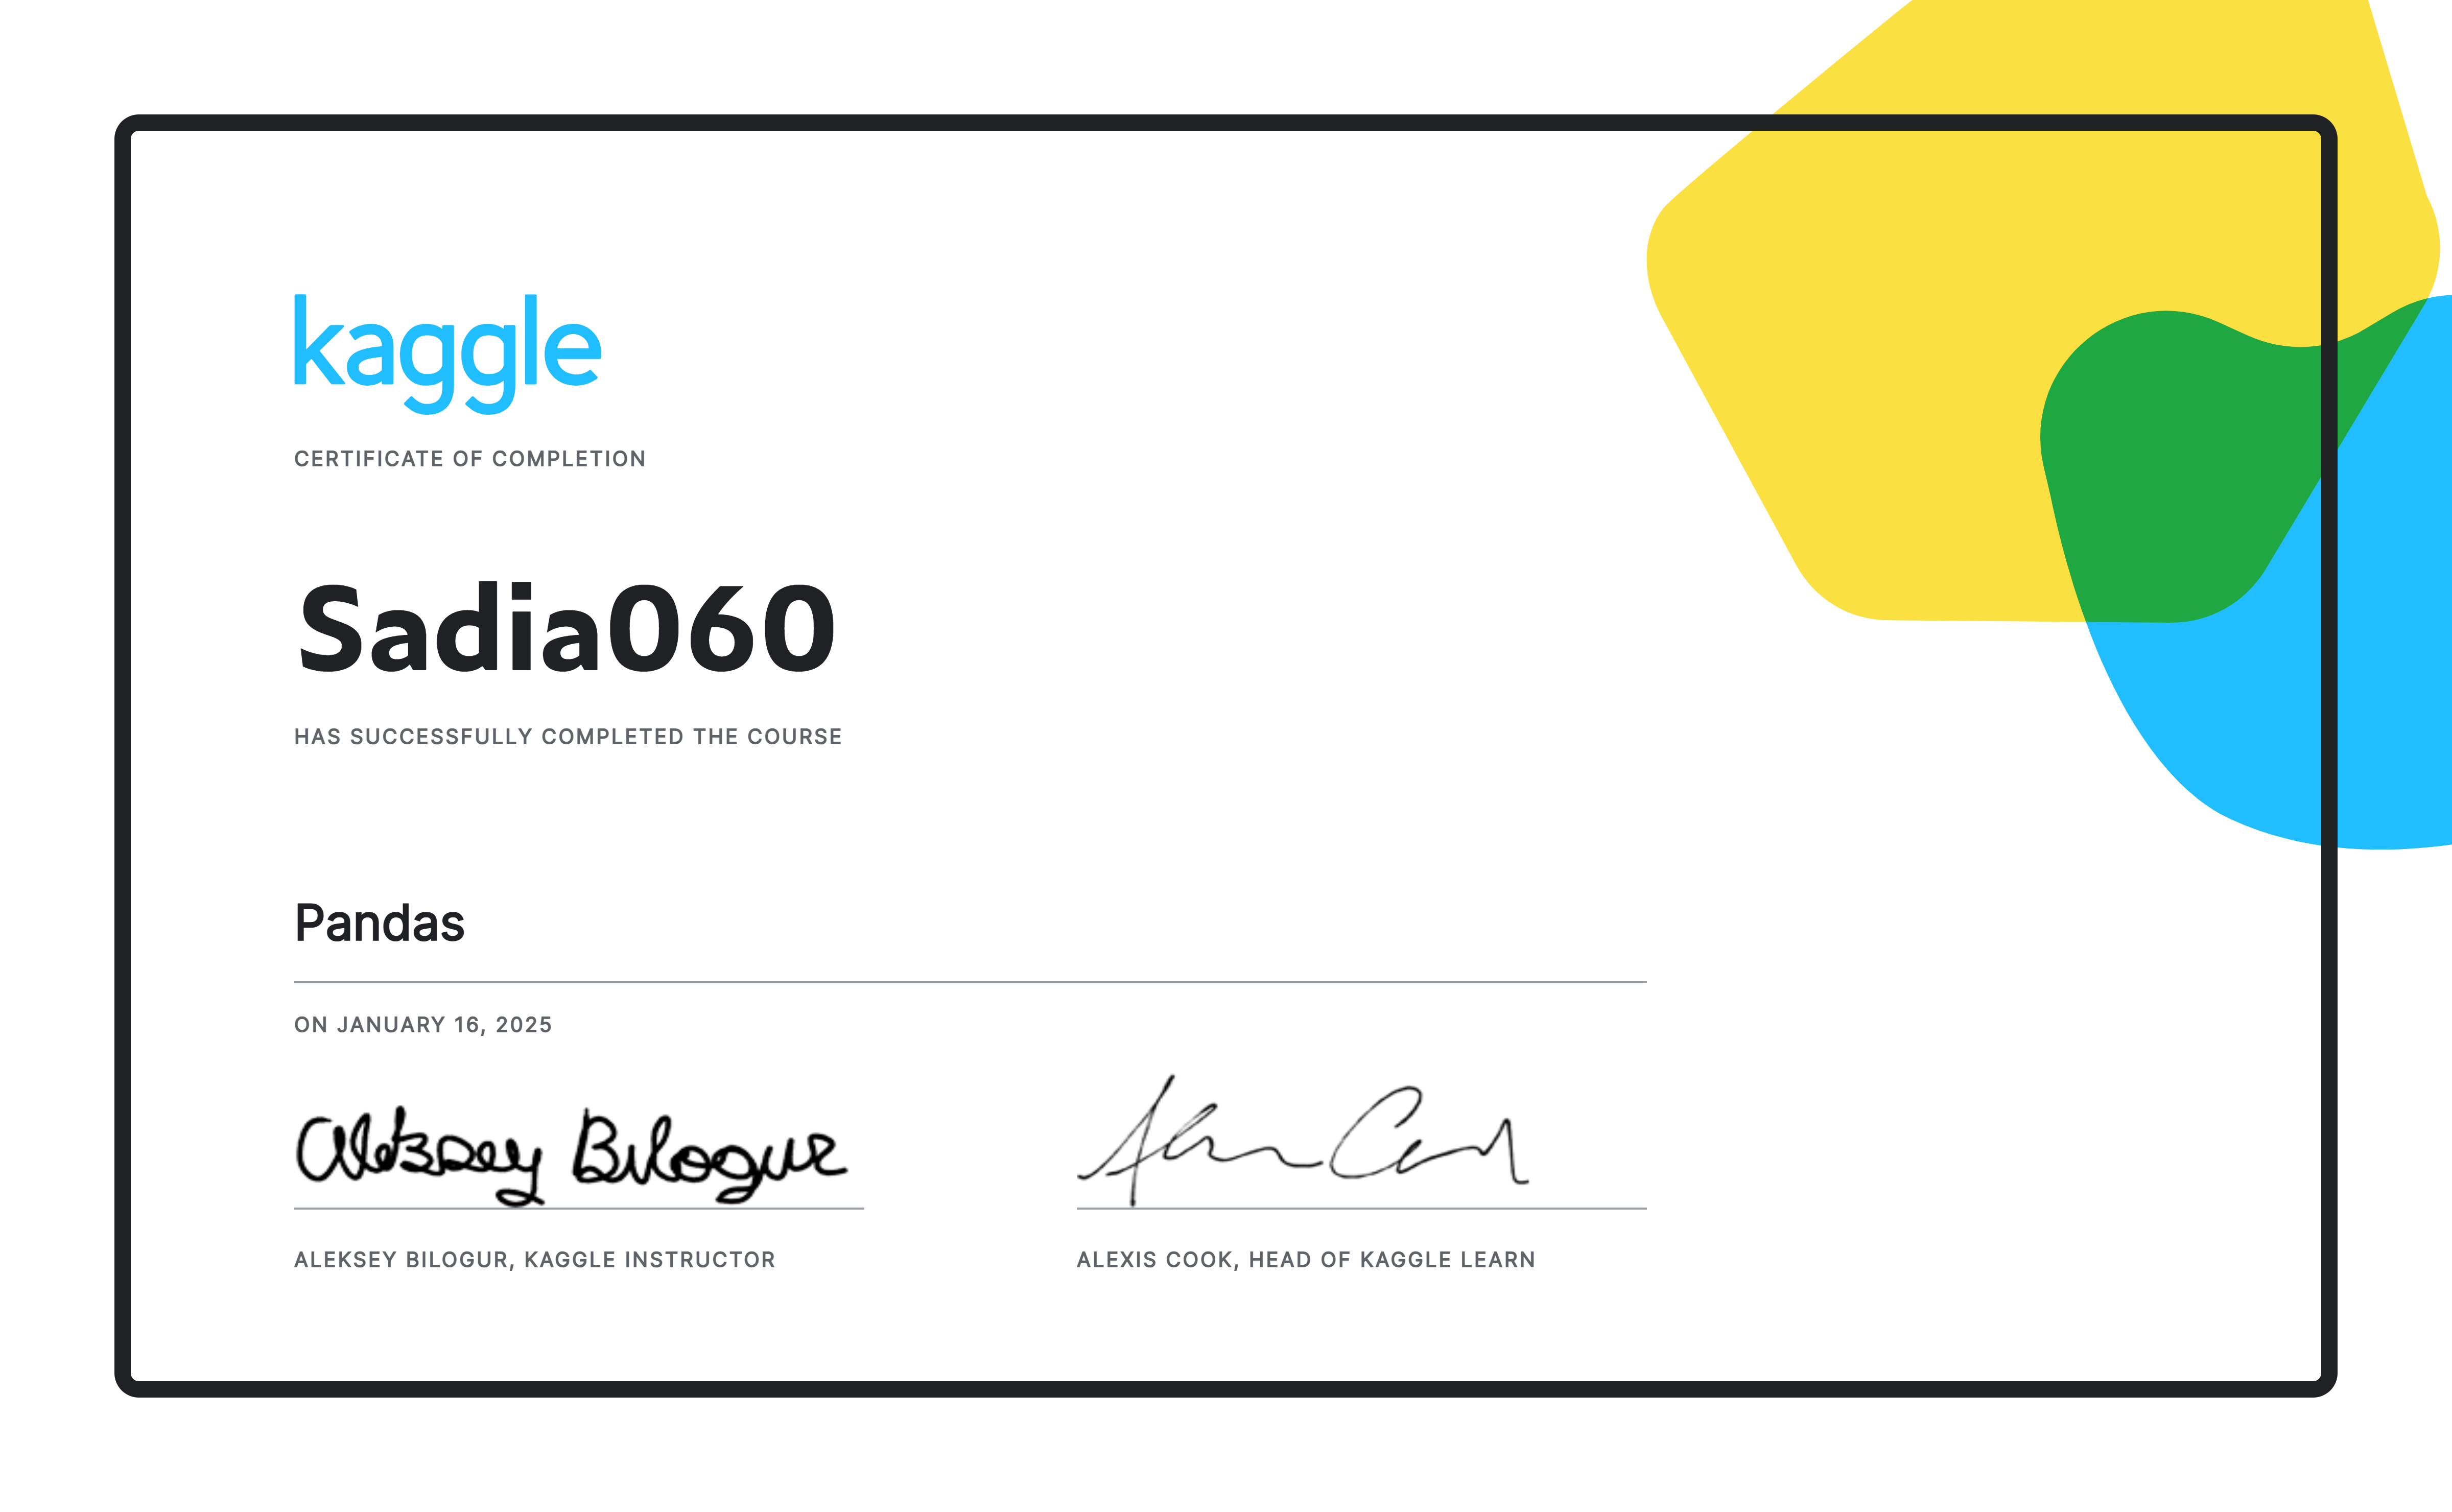 kaggle
CERTIFICATE OF COMPLETION
Sadia060
HAS SUCCESSFULLY COMPLETED THE COURSE
Pandas
ON JANUARY 16, 2025
Aleksey Bilogur
ALEKSEY BILOGUR, KAGGLE INSTRUCTOR
ALEXIS COOK, HEAD OF KAGGLE LEARN